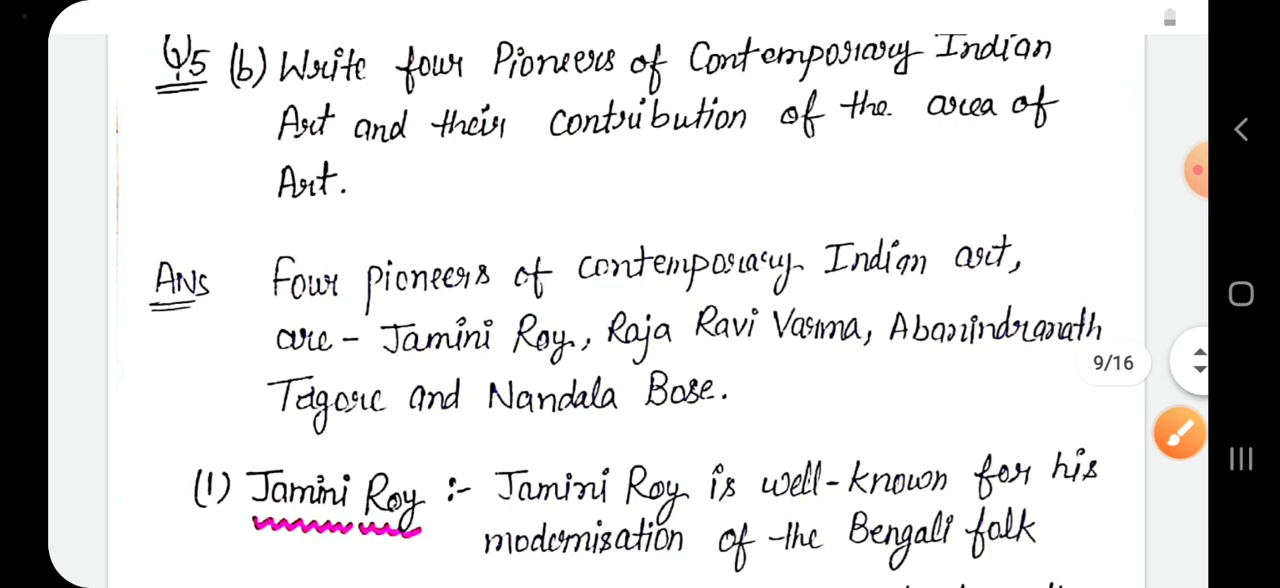 Q5 (b) Write four Pioneers of Contemporary Indian
Art and their contribution of the area of
Art.
Ans Four pioneers of contemporary Indian art,
are - Jamini Roy, Raja Ravi Varma, Abanindranath
Tagore and Nandala Bose.
9/16
(1) Jamini Roy :- Jamini Roy is well-known for his
modernisation of the Bengali folk